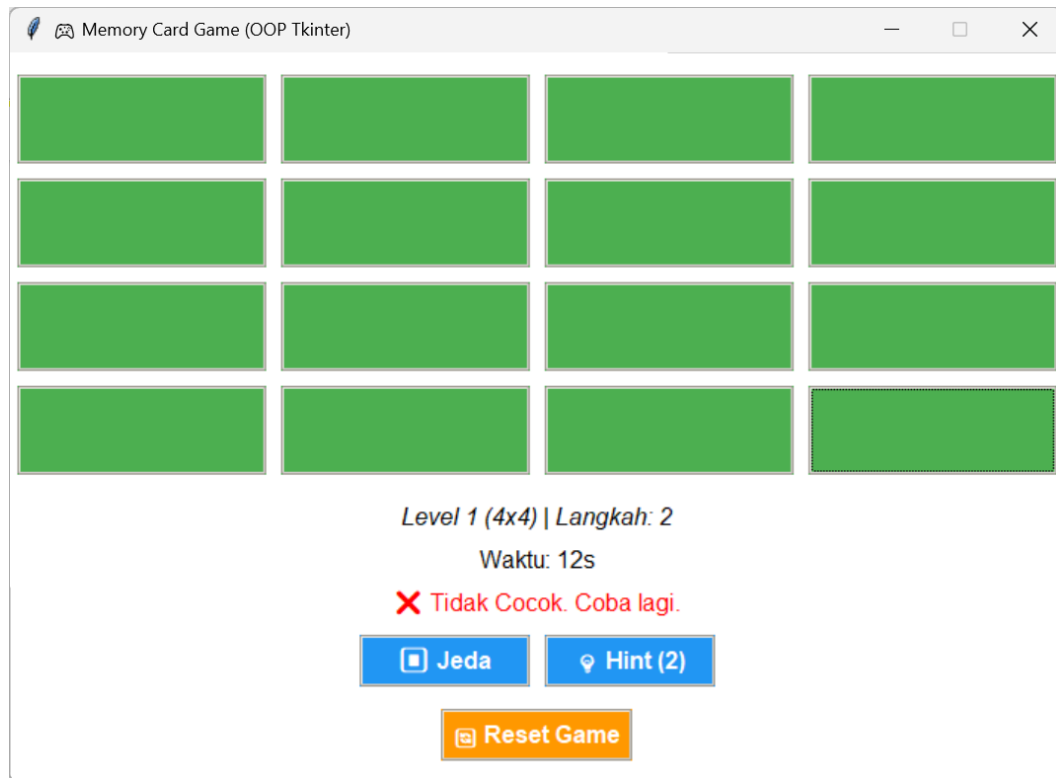 Memory Card Game (OOP Tkinter)
Level 1 (4x4) | Langkah: 2
Waktu: 12s
❌ Tidak Cocok. Coba lagi.
Jeda
Hint (2)
Reset Game